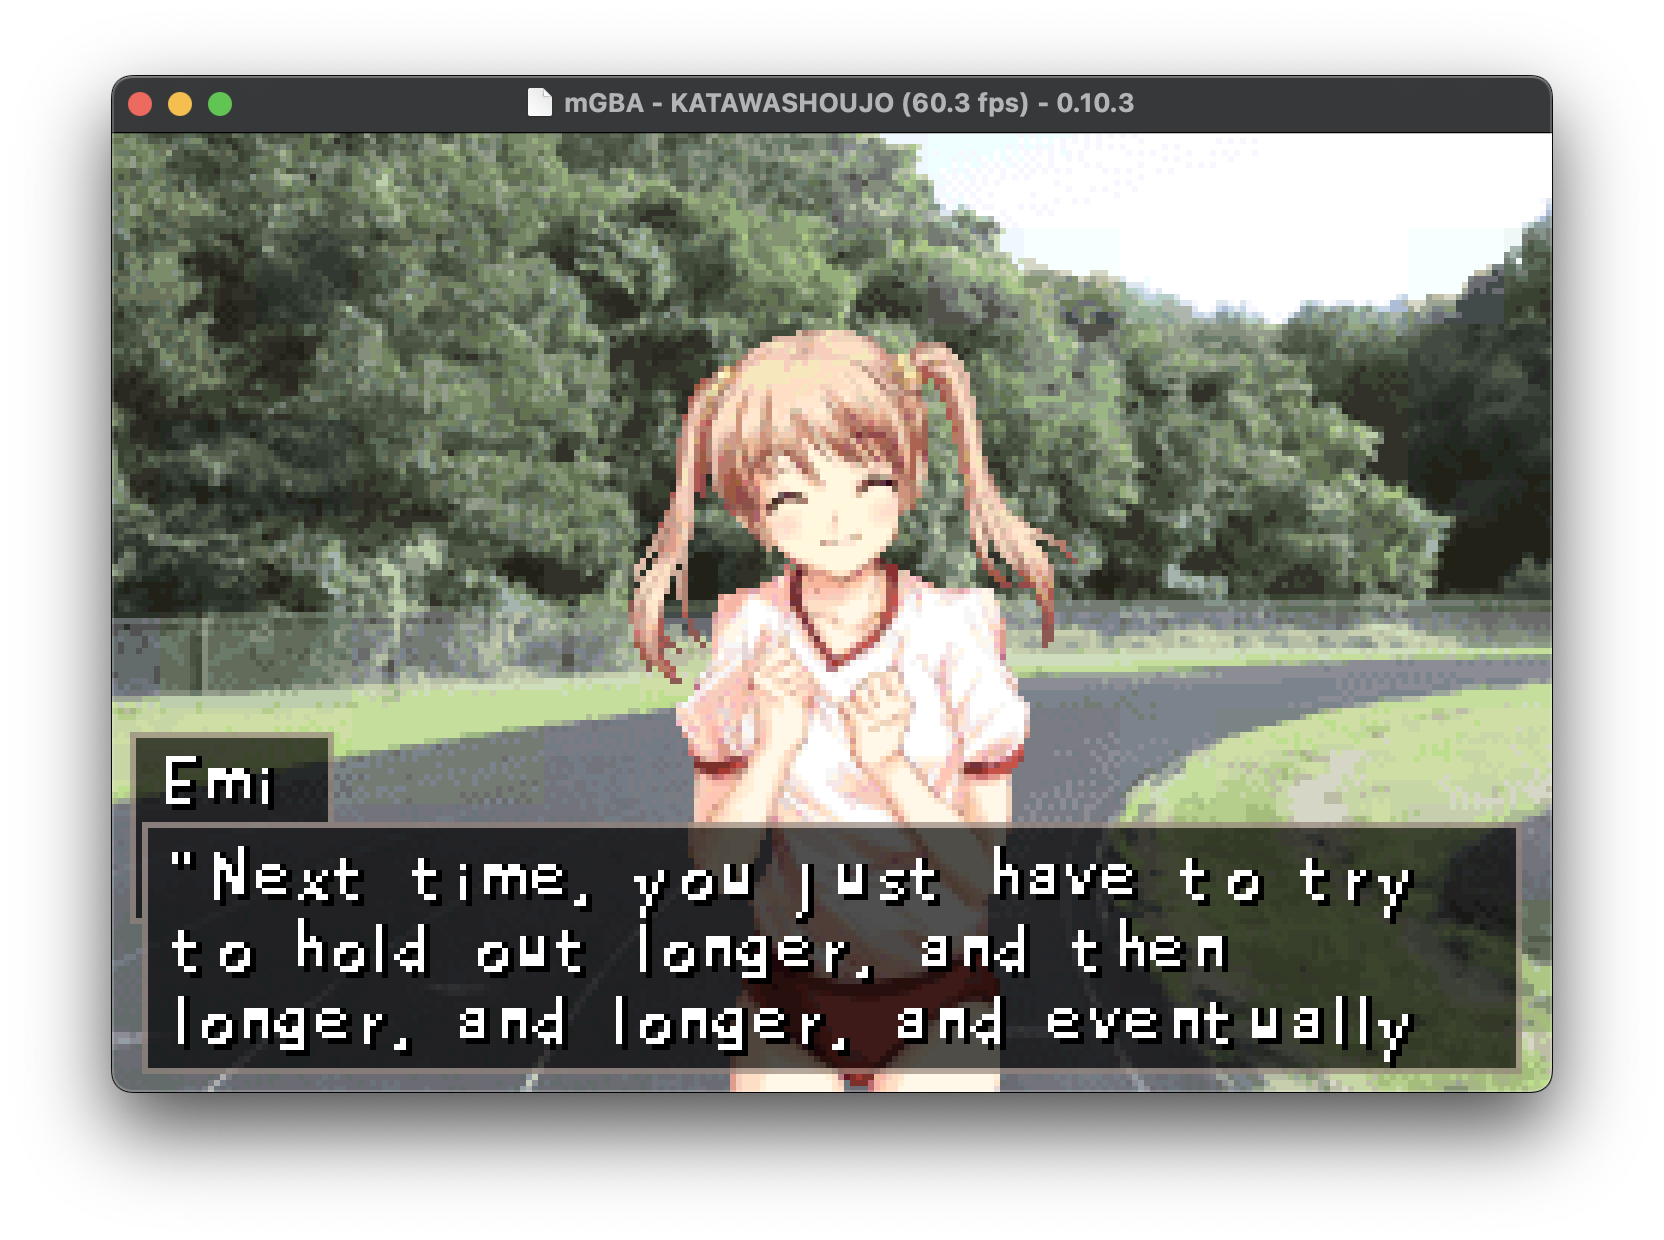 mGBA - KATAWASHOUJO (60.3 fps) - 0.10.3
Emi
"Next time, you just have to try
to hold out longer, and then
longer, and longer, and eventually